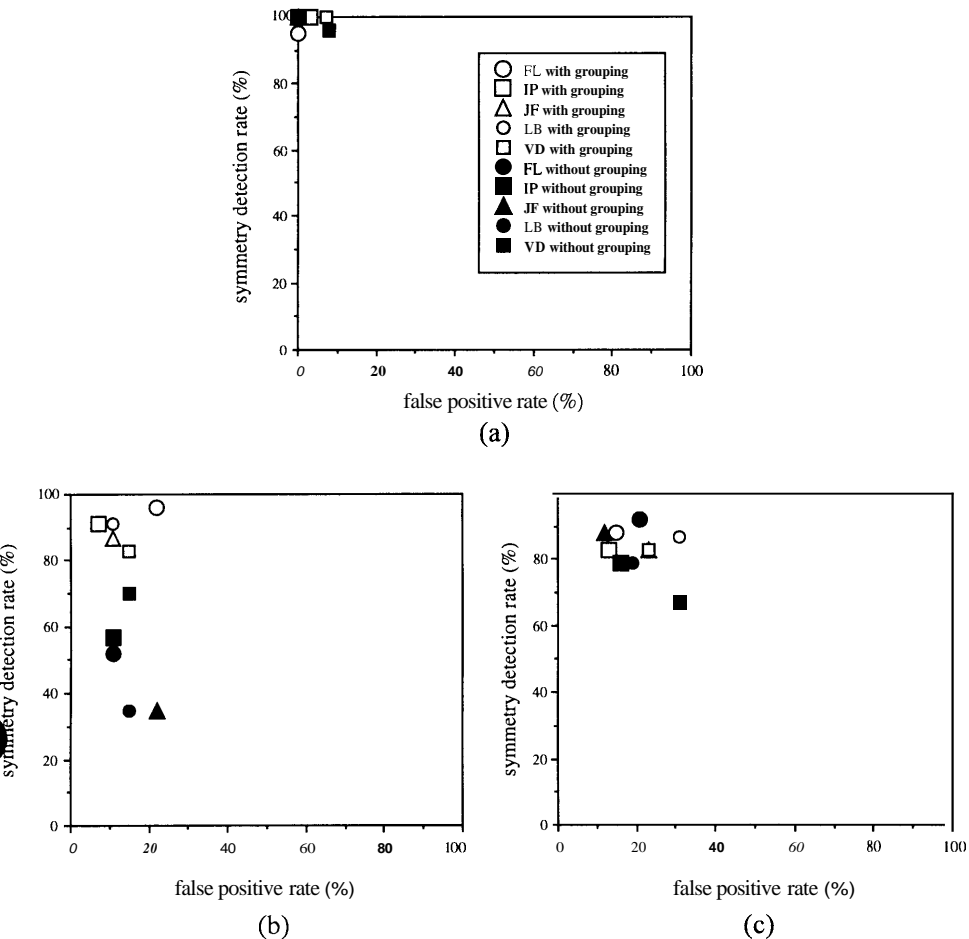 100
80
60
40
20
0
symmetry detection rate (%)
FL with grouping
IP with grouping
JF with grouping
LB with grouping
VD with grouping
FL without grouping
IP without grouping
JF without grouping
LB without grouping
VD without grouping
0 20 40 60 80 100
false positive rate (%)
(a)
100
80
60
40
20
0
symmetry detection rate (%)
0 20 40 60 80 100
false positive rate (%)
(b)
80
60
40
20
0
symmetry detection rate (%)
0 20 40 60 80 100
false positive rate (%)
(c)